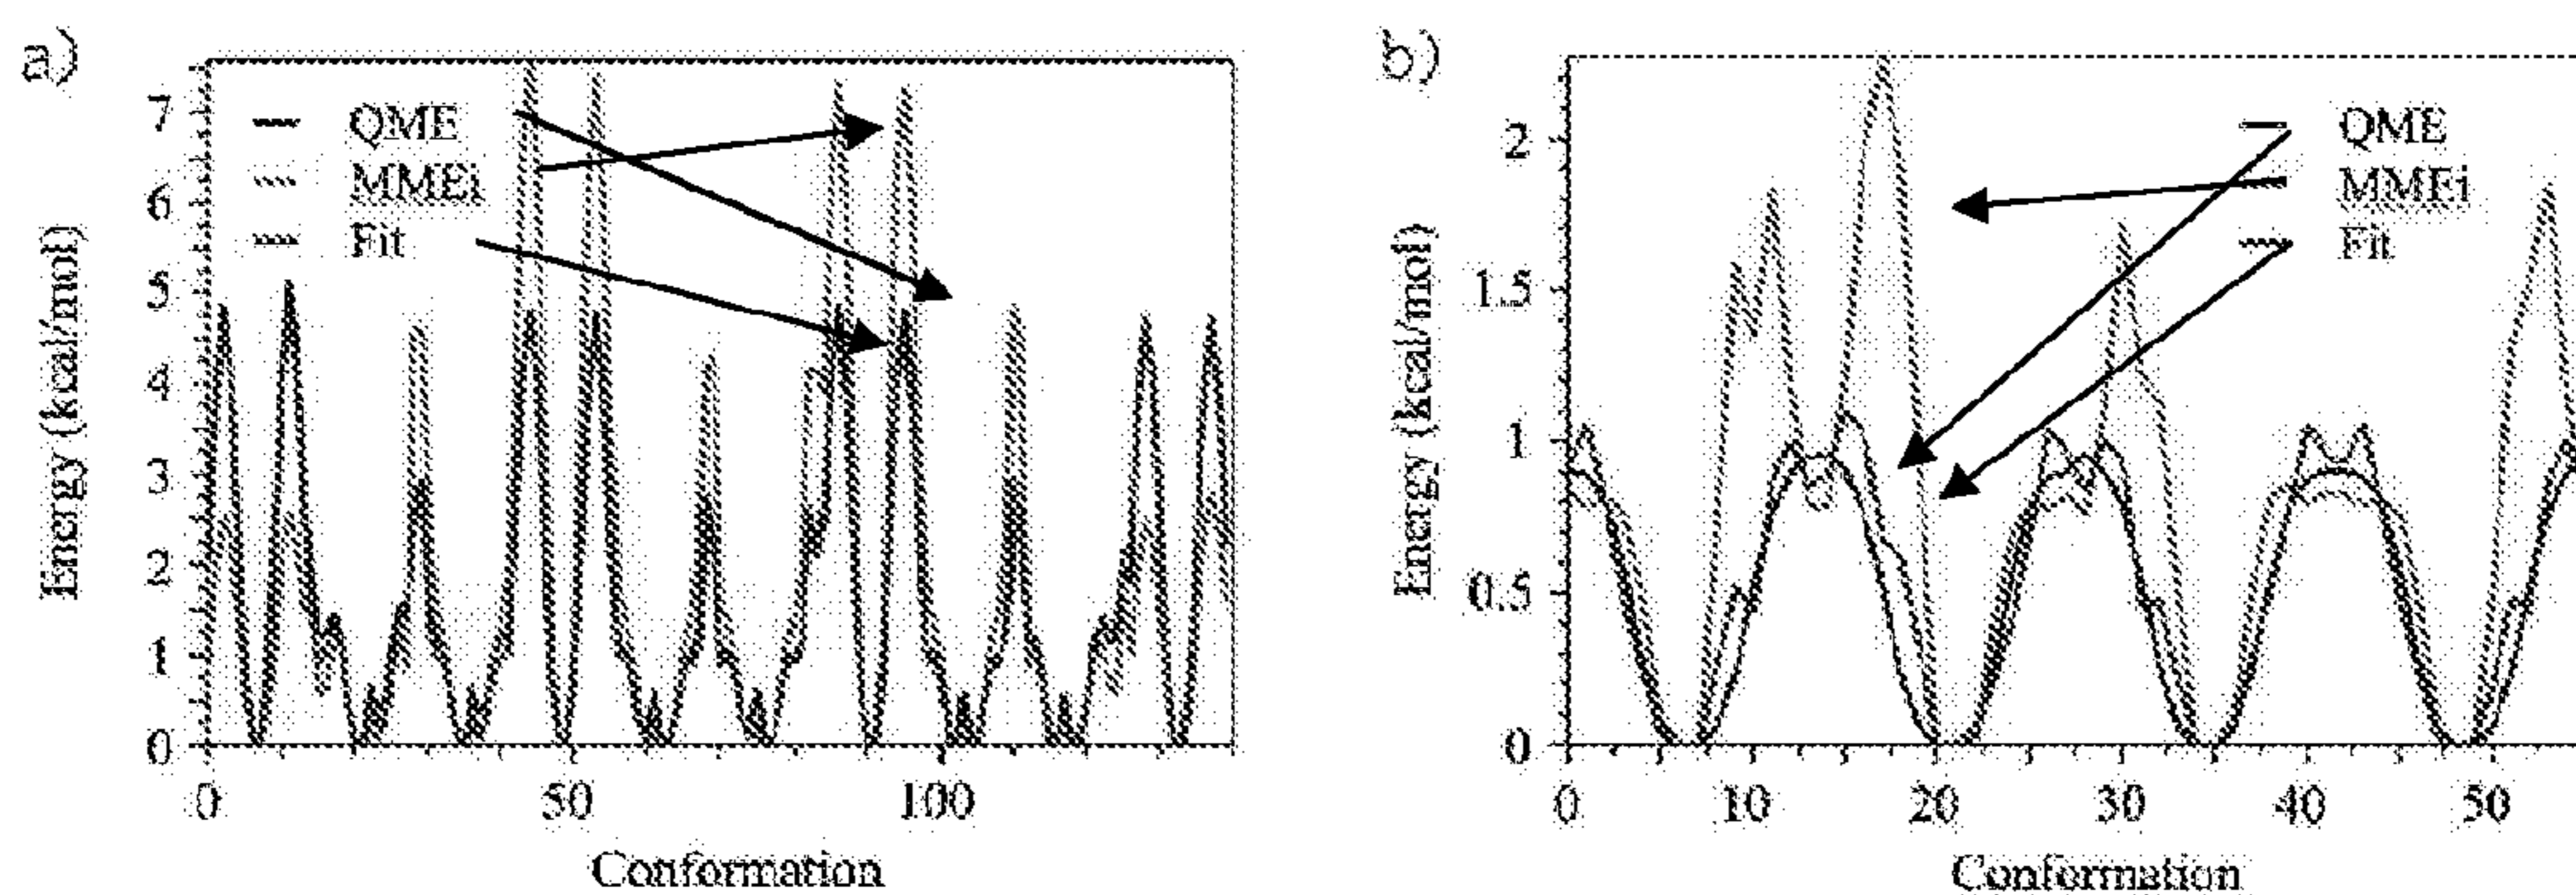 a)
7
6
5
4
3
2
1
0
Energy (kcal/mol)
QME
MMEi
Fit
0 50 100
Conformation
b)
2
1.5
1
0.5
0
Energy (kcal/mol)
QME
MMEi
Fit
0 10 20 30 40 50
Conformation